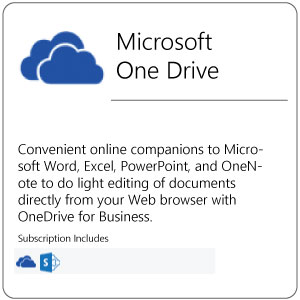 Microsoft
One Drive
Convenient online companions to Micro-
soft Word, Excel, PowerPoint, and OneN-
ote to do light editing of documents
directly from your Web browser with
OneDrive for Business.
Subscription Includes
S